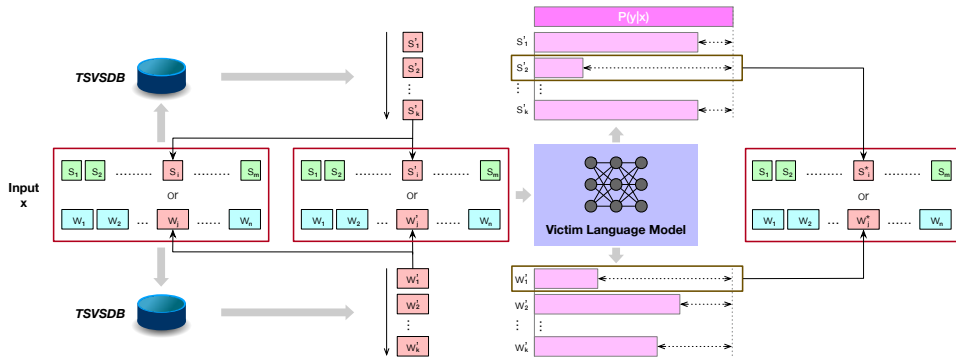 P(y|x)
S'₁
S'₁
TSVSDB
S'₂
S'₂
⋮
⋮ ⋮
S'ₖ
S'ₖ
Input
x
S₁ S₂ ......... Sᵢ ...... Sₘ
or
W₁ W₂ ... Wⱼ ...... Wₙ
S₁ S₂ ......... S'ᵢ ...... Sₘ
or
W₁ W₂ ... W'ⱼ ...... Wₙ
Victim Language Model
S₁ S₂ ......... S*ᵢ ...... Sₘ
or
W₁ W₂ ... W*ⱼ ...... Wₙ
TSVSDB
W'₁
W'₂
⋮
W'ₖ
W'₁
W'₂
⋮ ⋮
W'ₖ